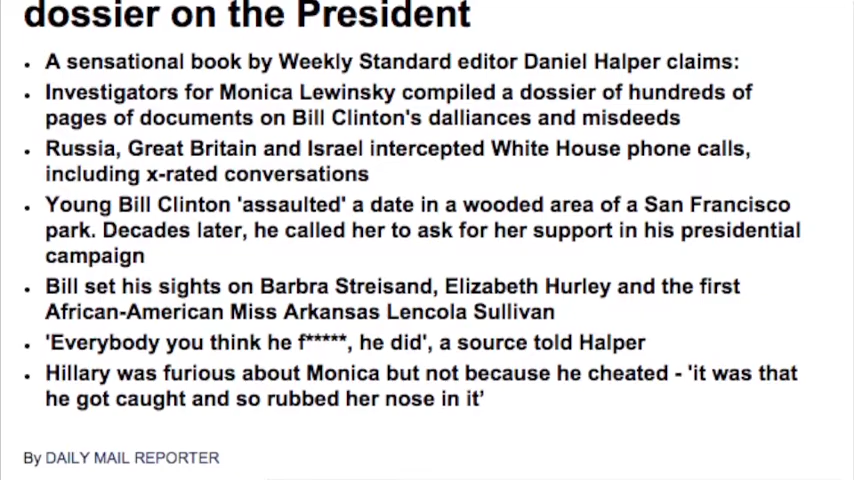 dossier on the President
• A sensational book by Weekly Standard editor Daniel Halper claims:
• Investigators for Monica Lewinsky compiled a dossier of hundreds of
pages of documents on Bill Clinton's dalliances and misdeeds
• Russia, Great Britain and Israel intercepted White House phone calls,
including x-rated conversations
• Young Bill Clinton 'assaulted' a date in a wooded area of a San Francisco
park. Decades later, he called her to ask for her support in his presidential
campaign
• Bill set his sights on Barbra Streisand, Elizabeth Hurley and the first
African-American Miss Arkansas Lencola Sullivan
• 'Everybody you think he f*****, he did', a source told Halper
• Hillary was furious about Monica but not because he cheated - 'it was that
he got caught and so rubbed her nose in it'
By DAILY MAIL REPORTER